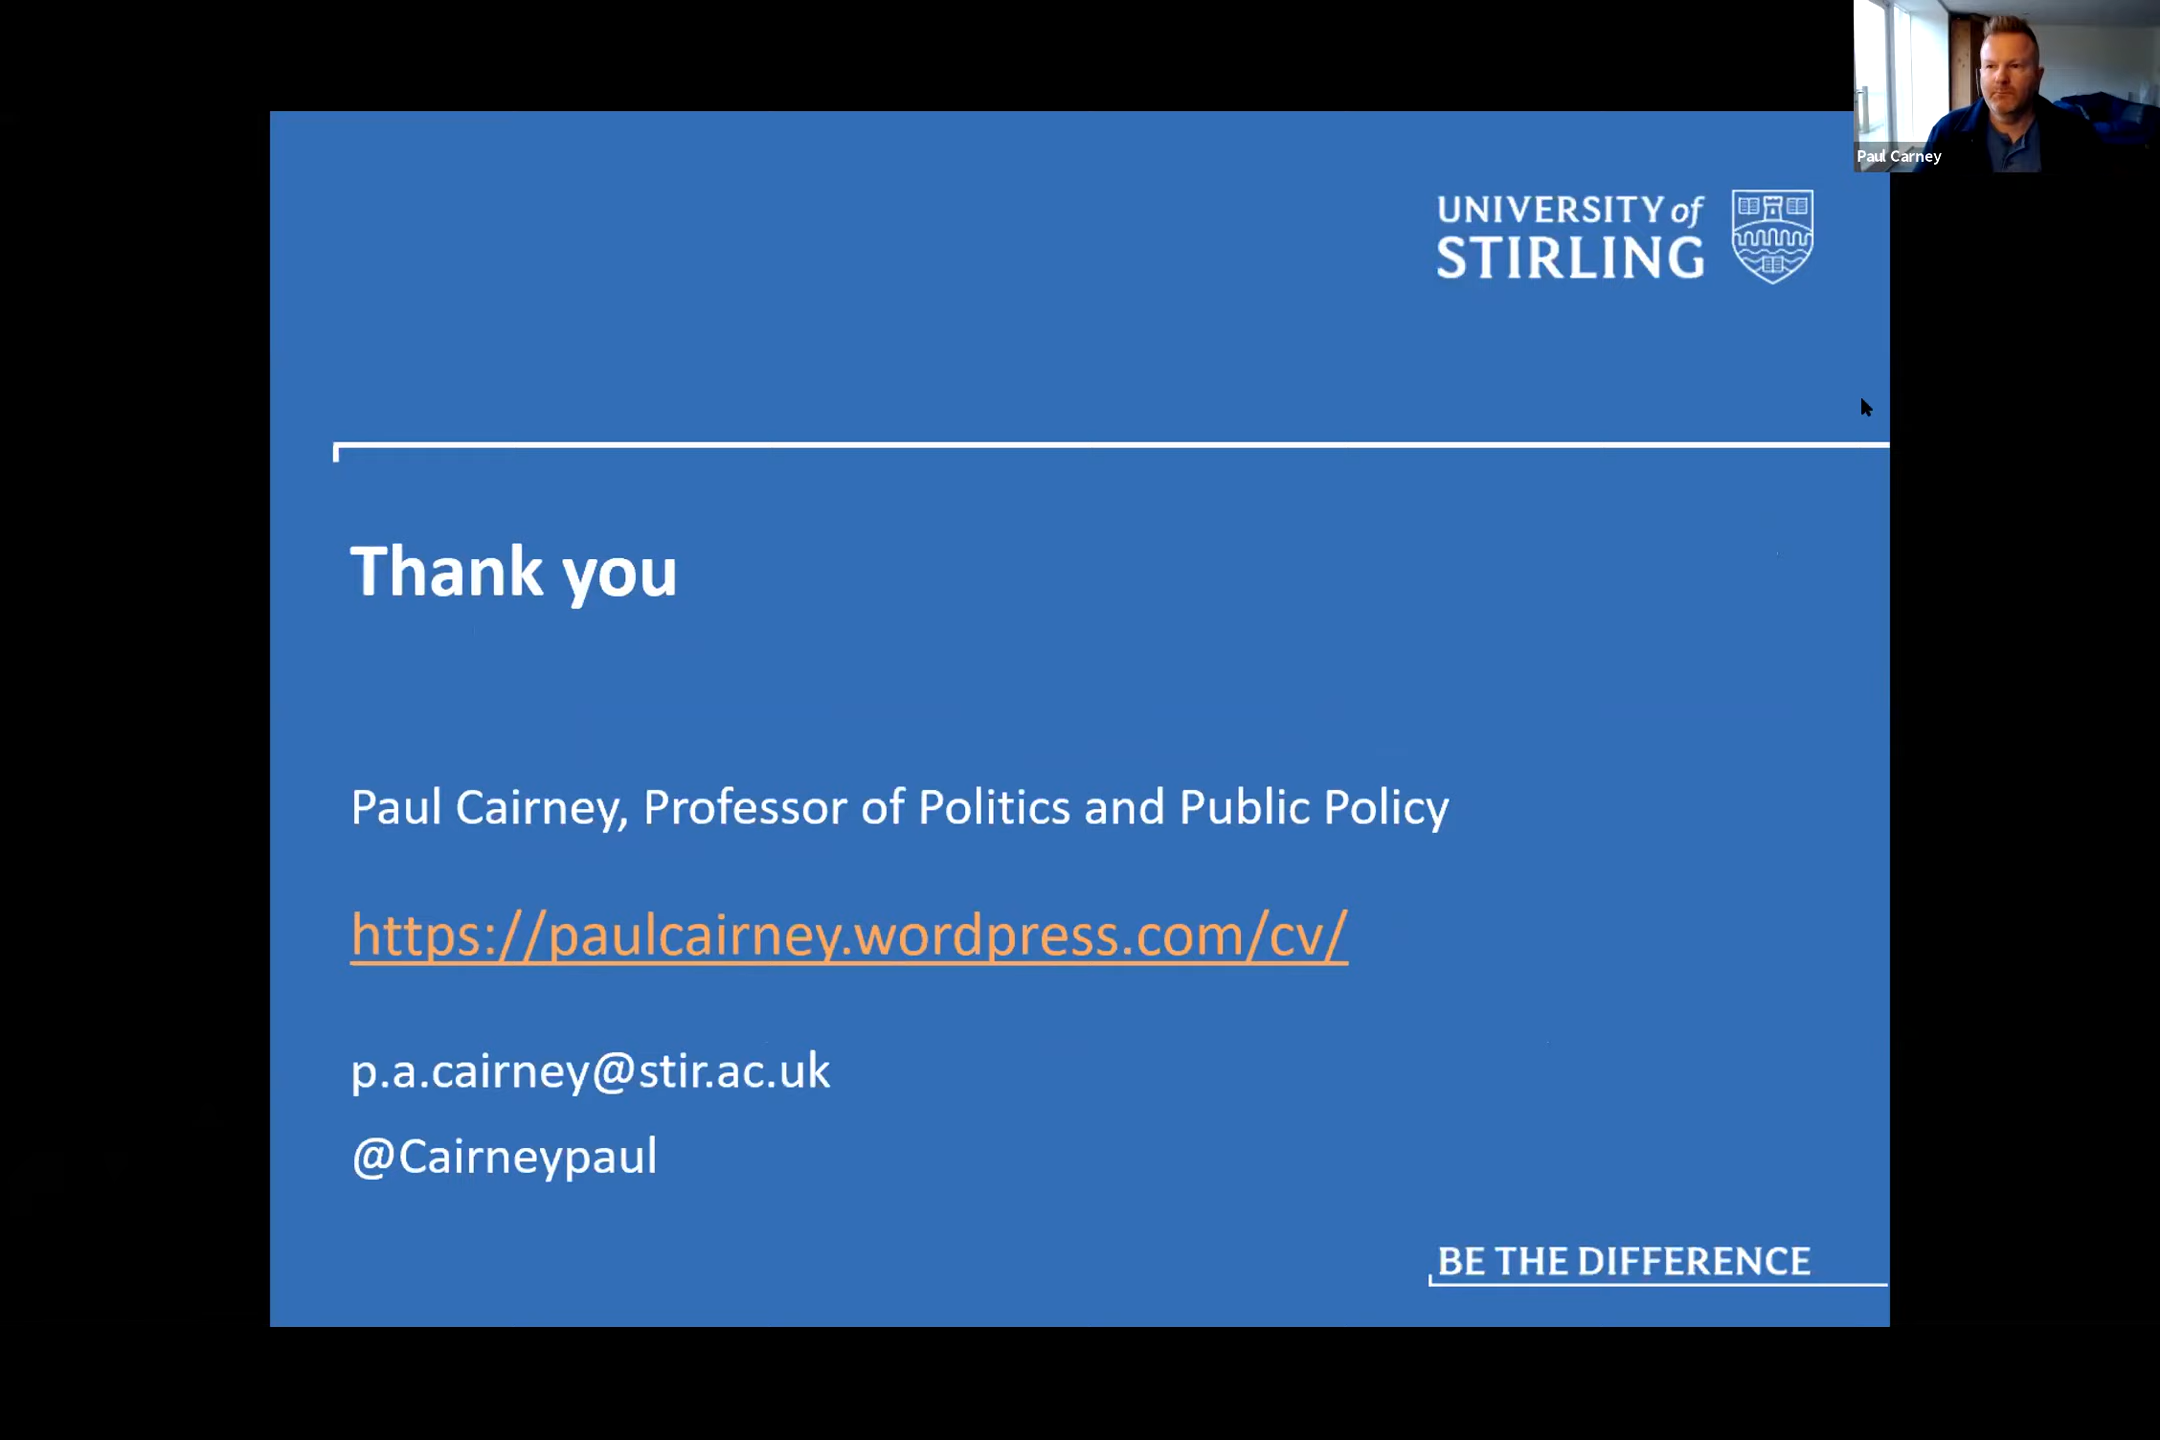 Paul Carney
UNIVERSITY of
STIRLING
Thank you
Paul Cairney, Professor of Politics and Public Policy
https://paulcairney.wordpress.com/cv/
p.a.cairney@stir.ac.uk
@Cairneypaul
BE THE DIFFERENCE